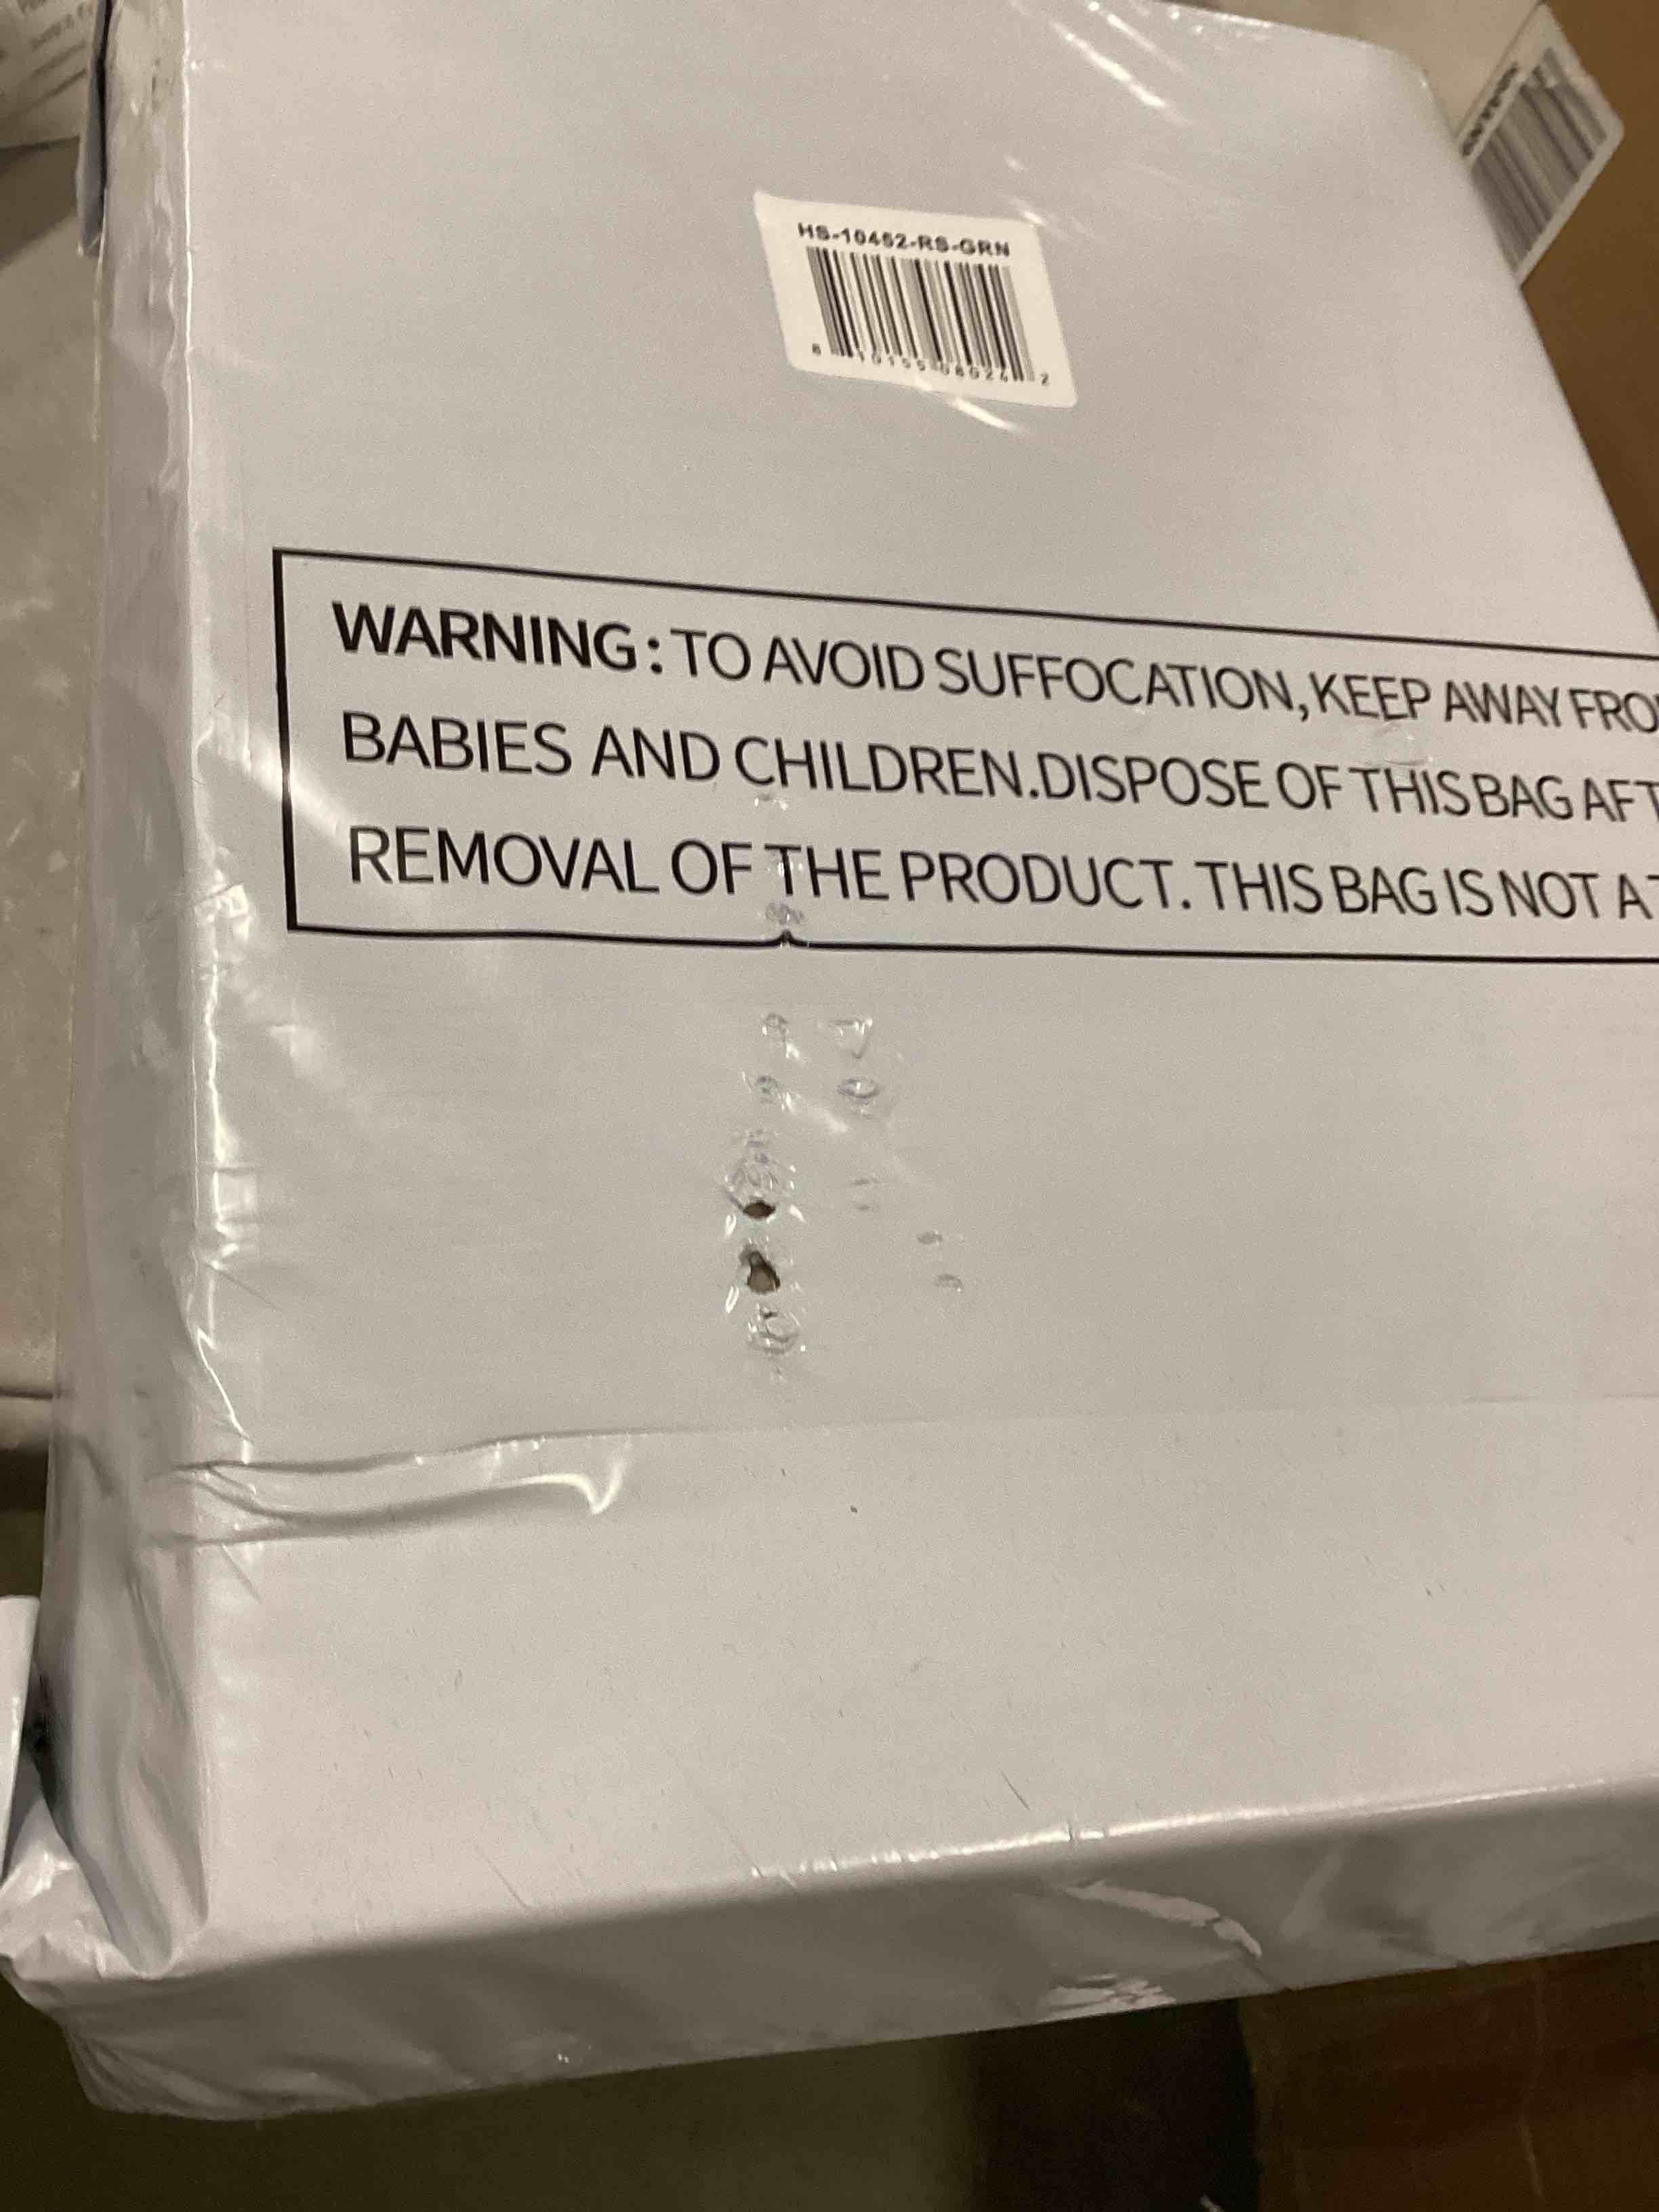 HS-10452-RS-GRN
WARNING: TO AVOID SUFFOCATION, KEEP AWAY FRO
BABIES AND CHILDREN.DISPOSE OF THIS BAG AFT
REMOVAL OF THE PRODUCT. THIS BAG IS NOT A T